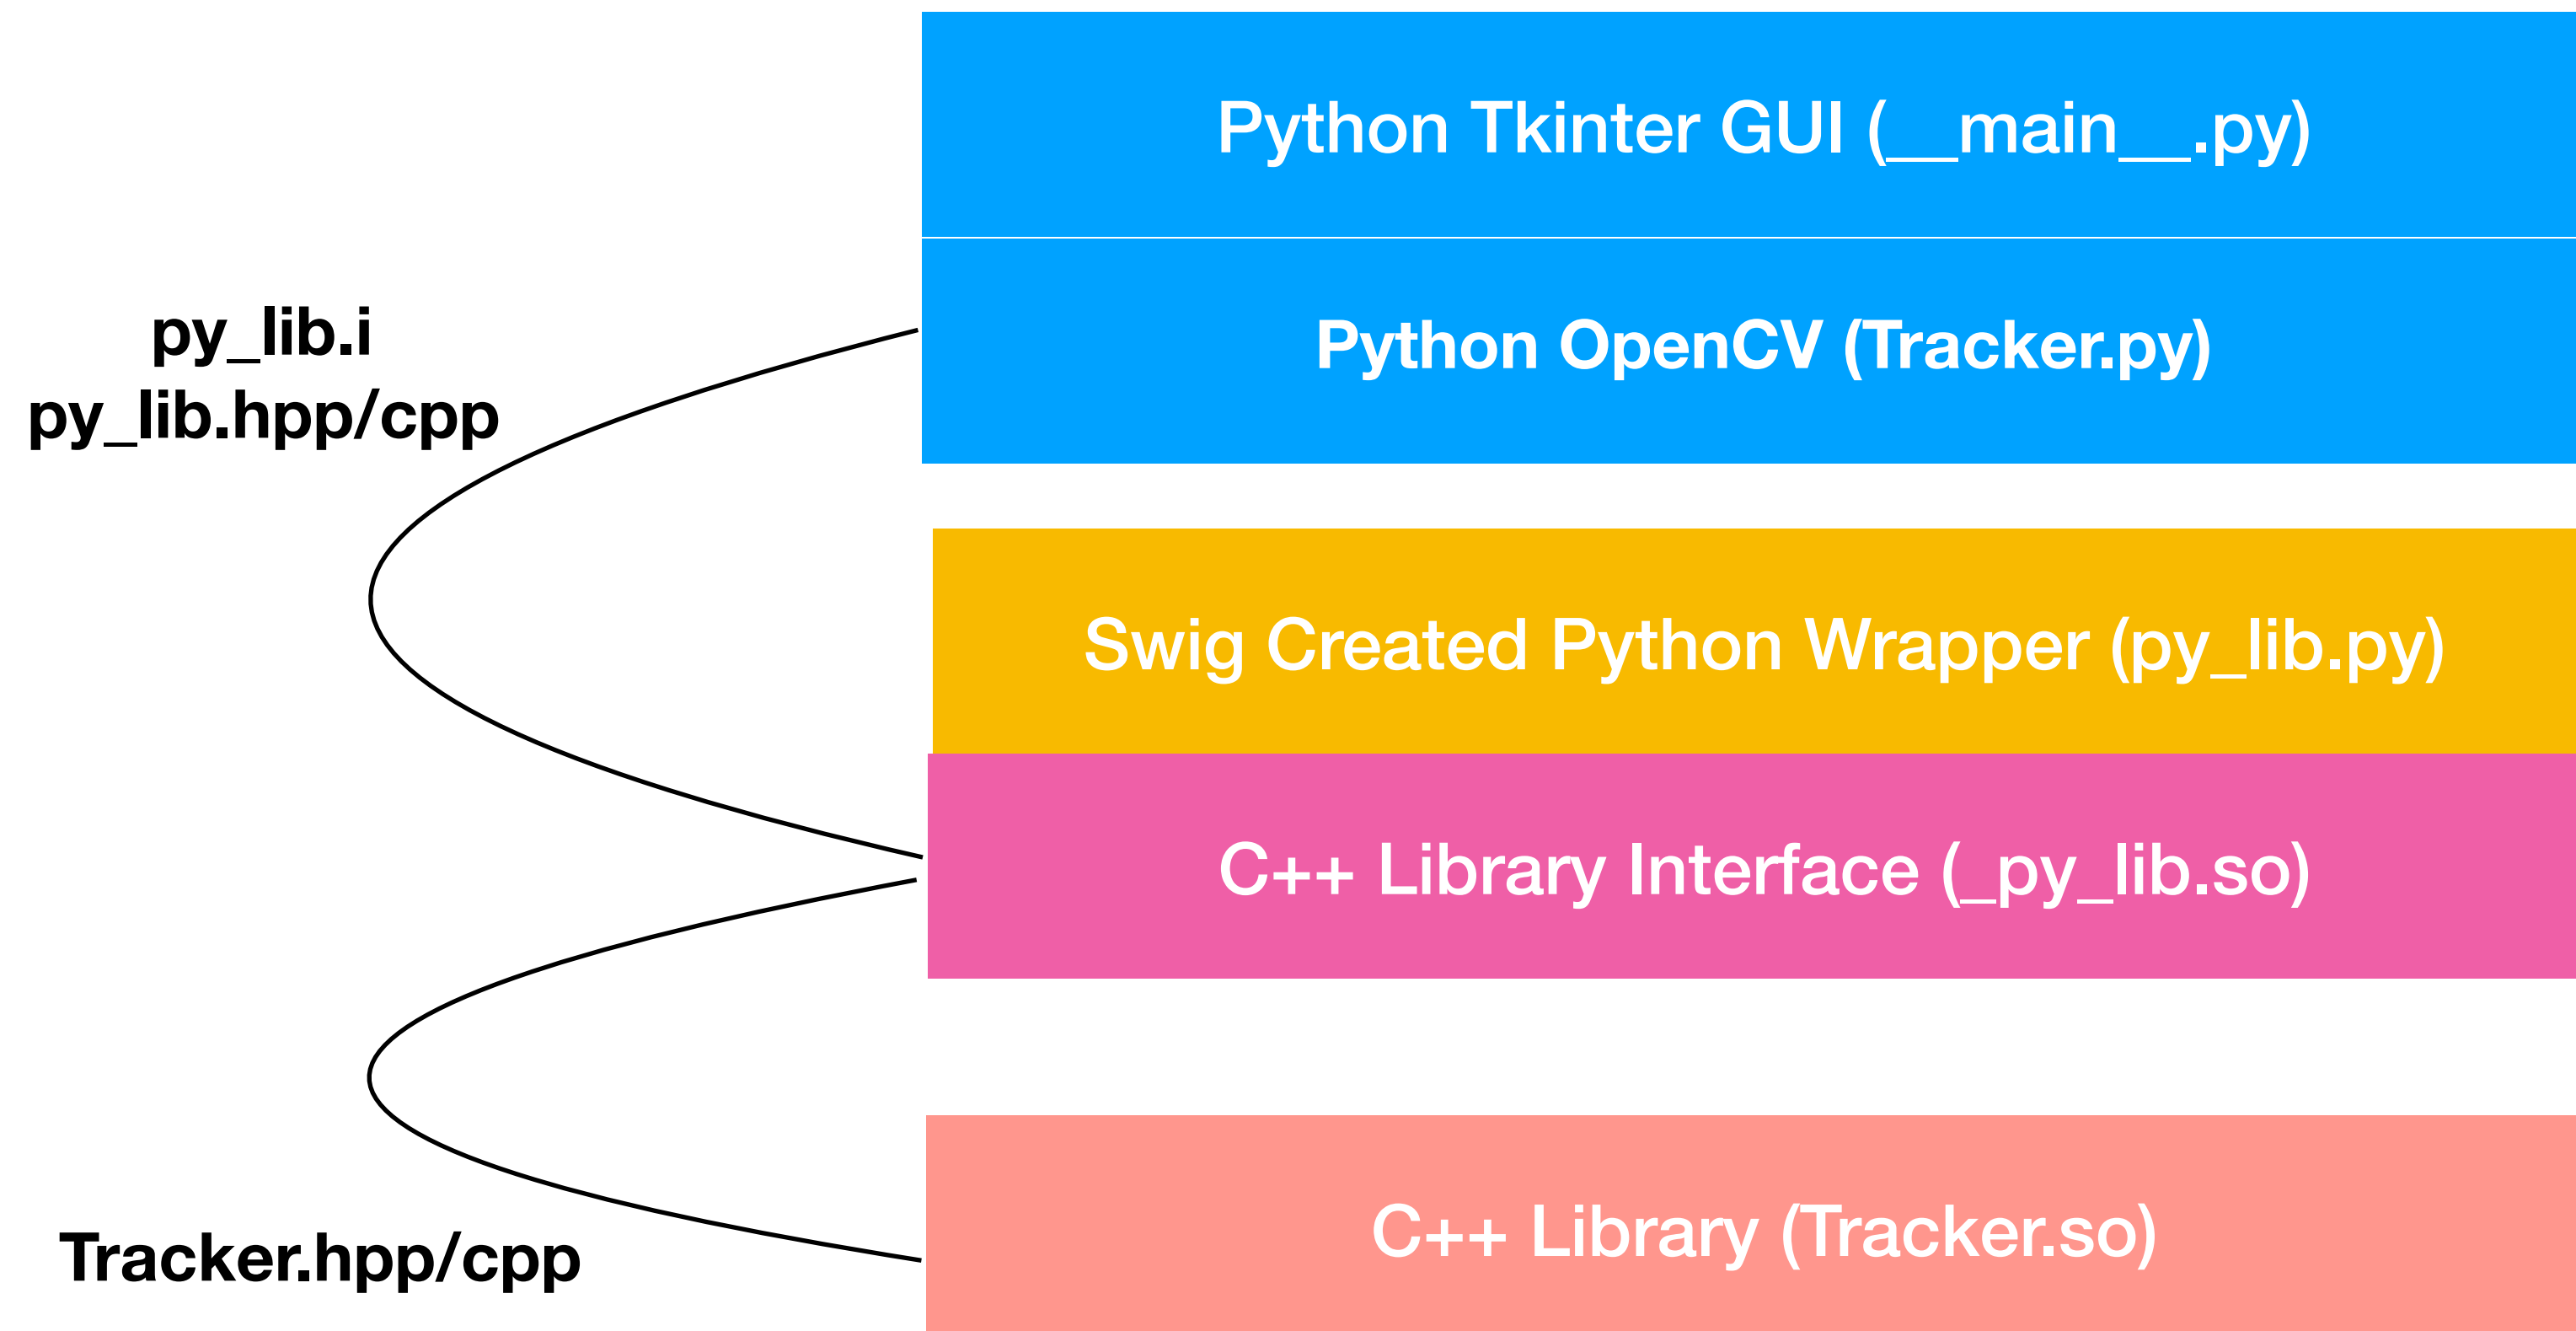 Python Tkinter GUI (__main__.py)
py_lib.i
py_lib.hpp/cpp
Python OpenCV (Tracker.py)
Swig Created Python Wrapper (py_lib.py)
C++ Library Interface (_py_lib.so)
C++ Library (Tracker.so)
Tracker.hpp/cpp